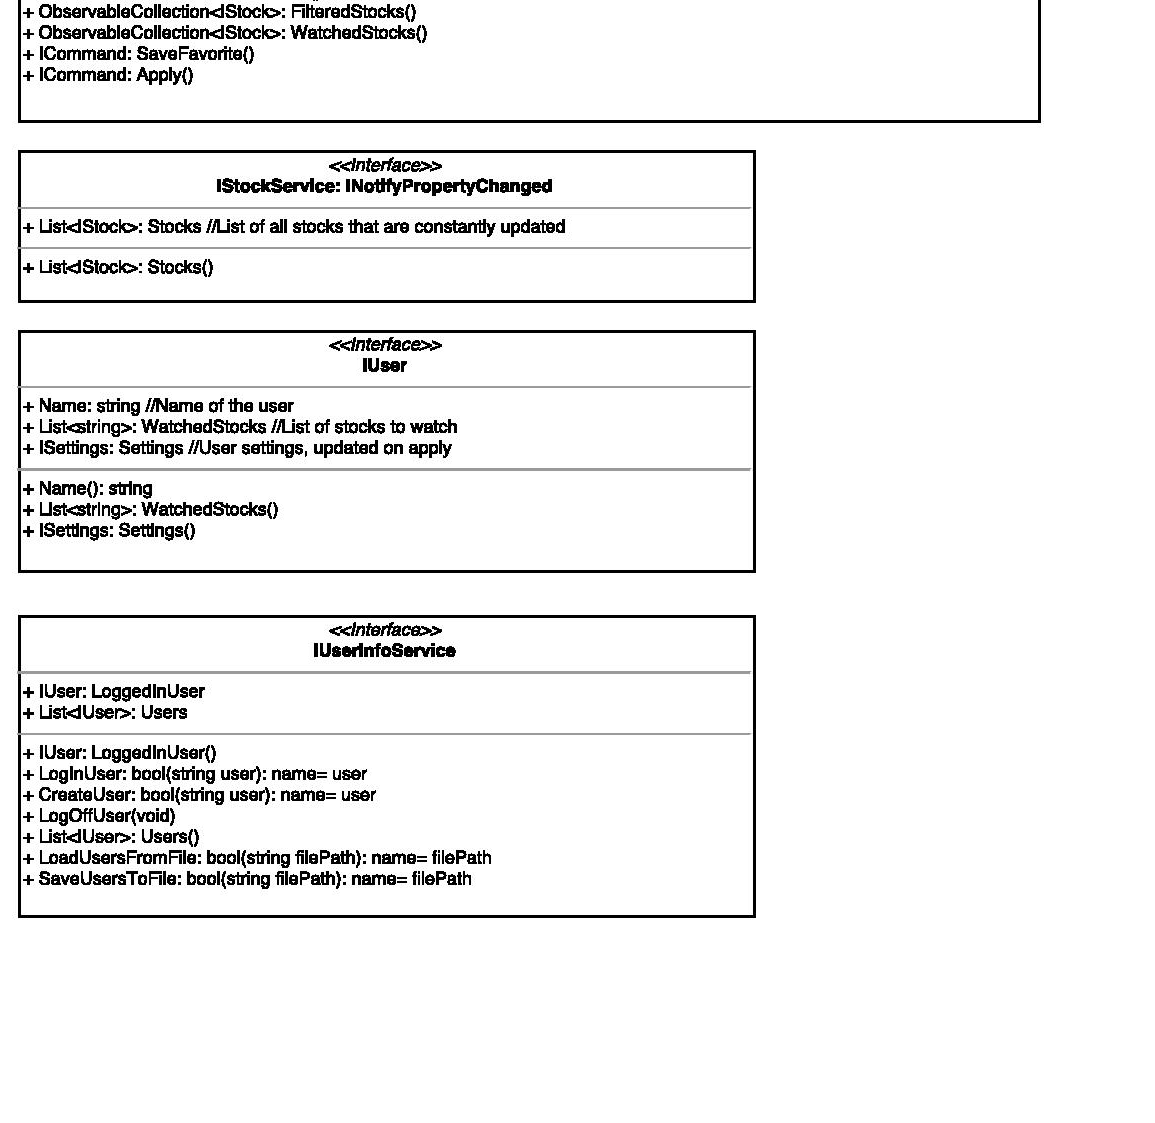 + ObservableCollection<IStock>: FilteredStocks()
+ ObservableCollection<IStock>: WatchedStocks()
+ ICommand: SaveFavorite()
+ ICommand: Apply()
<<Interface>>
IStockService: INotifyPropertyChanged
+ List<IStock>: Stocks //List of all stocks that are constantly updated
+ List<IStock>: Stocks()
<<Interface>>
IUser
+ Name: string //Name of the user
+ List<string>: WatchedStocks //List of stocks to watch
+ ISettings: Settings //User settings, updated on apply
+ Name(): string
+ List<string>: WatchedStocks()
+ ISettings: Settings()
<<Interface>>
IUserInfoService
+ IUser: LoggedInUser
+ List<IUser>: Users
+ IUser: LoggedInUser()
+ LogInUser: bool(string user): name= user
+ CreateUser: bool(string user): name= user
+ LogOffUser(void)
+ List<IUser>: Users()
+ LoadUsersFromFile: bool(string filePath): name= filePath
+ SaveUsersToFile: bool(string filePath): name= filePath